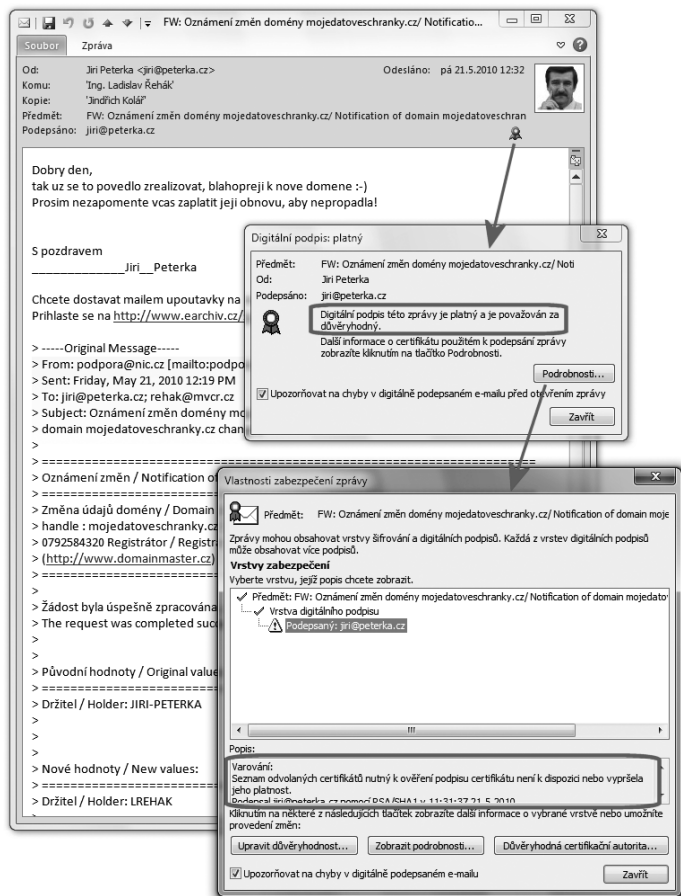 FW: Oznámení změn domény mojedatoveschranky.cz/ Notificatio...
Soubor Zpráva
Od: Jiri Peterka <jiri@peterka.cz> Odesláno: pá 21.5.2010 12:32
Komu: 'Ing. Ladislav Řehák'
Kopie: 'Jindřich Kolář'
Předmět: FW: Oznámení změn domény mojedatoveschranky.cz/ Notification of domain mojedatoveschran
Podepsáno: jiri@peterka.cz
Dobry den,
tak uz se to povedlo zrealizovat, blahopreji k nove domene :-)
Prosim nezapomente vcas zaplatit jeji obnovu, aby nepropadla!
S pozdravem
_____________Jiri__Peterka
Chcete dostavat mailem upoutavky na
Prihlaste se na http://www.earchiv.cz/
> -----Original Message-----
> From: podpora@nic.cz [mailto:podpo
> Sent: Friday, May 21, 2010 12:19 PM
> To: jiri@peterka.cz; rehak@mvcr.cz
> Subject: Oznámení změn domény mo
> domain mojedatoveschranky.cz chan
>
> ==================================================
> Oznámení změn / Notification of
> =========================
> Změna údajů domény / Domain
> handle : mojedatoveschranky.cz
> 0792584320 Registrátor / Registra
> (http://www.domainmaster.cz)
> =========================
>
> Žádost byla úspěšně zpracována
> The request was completed succ
>
>
> Původní hodnoty / Original value
> =========================
> Držitel / Holder: JIRI-PETERKA
>
>
>
> Nové hodnoty / New values:
> =========================
> Držitel / Holder: LREHAK
Digitální podpis: platný
Předmět: FW: Oznámení změn domény mojedatoveschranky.cz/ Noti
Od: Jiri Peterka
Podepsáno: jiri@peterka.cz
Digitální podpis této zprávy je platný a je považován za
důvěryhodný.
Další informace o certifikátu použitém k podepsání zprávy
zobrazíte kliknutím na tlačítko Podrobnosti.
Podrobnosti...
Upozorňovat na chyby v digitálně podepsaném e-mailu před otevřením zprávy
Zavřít
Vlastnosti zabezpečení zprávy
Předmět: FW: Oznámení změn domény mojedatoveschranky.cz/ Notification of domain moje
Zprávy mohou obsahovat vrstvy šifrování a digitálních podpisů. Každá z vrstev digitálních podpisů
může obsahovat více podpisů.
Vrstvy zabezpečení
Vyberte vrstvu, jejíž popis chcete zobrazit.
Předmět: FW: Oznámení změn domény mojedatoveschranky.cz/ Notification of domain mojedatov
Vrstva digitálního podpisu
Podepsaný: jiri@peterka.cz
Popis:
Varování:
Seznam odvolaných certifikátů nutný k ověření podpisu certifikátu není k dispozici nebo vypršela
jeho platnost.
Podepsal jiri@peterka.cz pomocí RSA/SHA1 v 11:31:37 21.5.2010
Kliknutím na některé z následujících tlačítek zobrazíte další informace o vybrané vrstvě nebo umožníte
provedení změn:
Upravit důvěryhodnost... Zobrazit podrobnosti... Důvěryhodná certifikační autorita...
Upozorňovat na chyby v digitálně podepsaném e-mailu
Zavřít